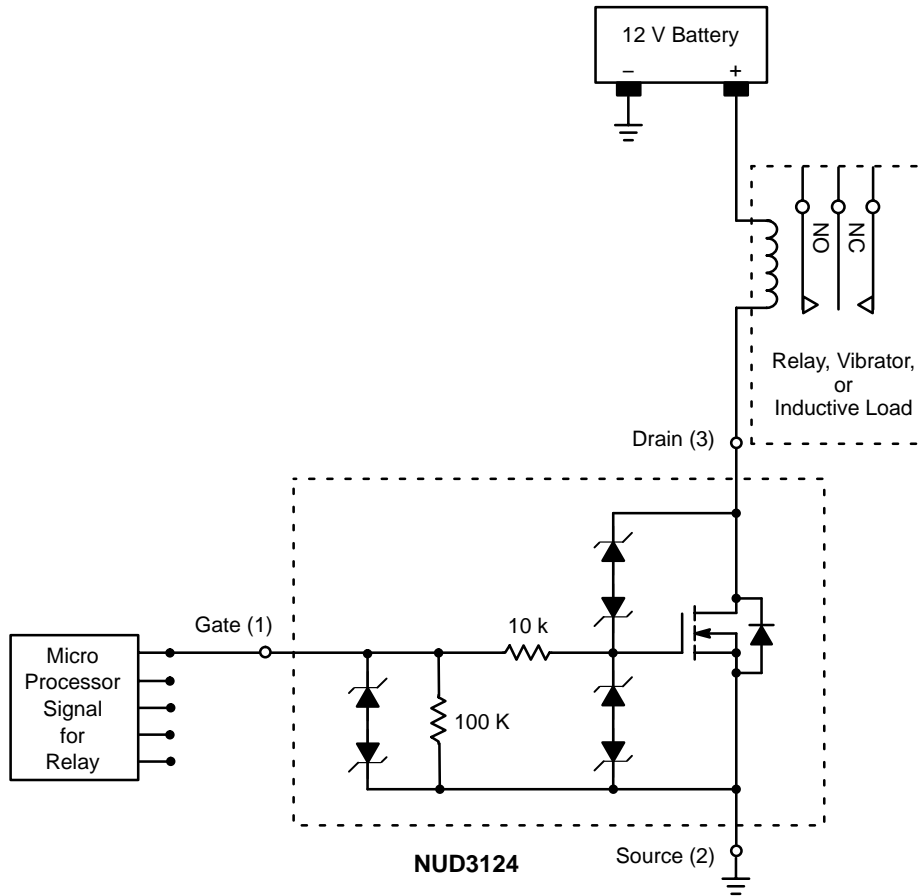 12 V Battery
– +
NO
NC
Relay, Vibrator,
or
Inductive Load
Drain (3)
Gate (1)
10 k
Micro
Processor
Signal
for
Relay
100 K
NUD3124
Source (2)